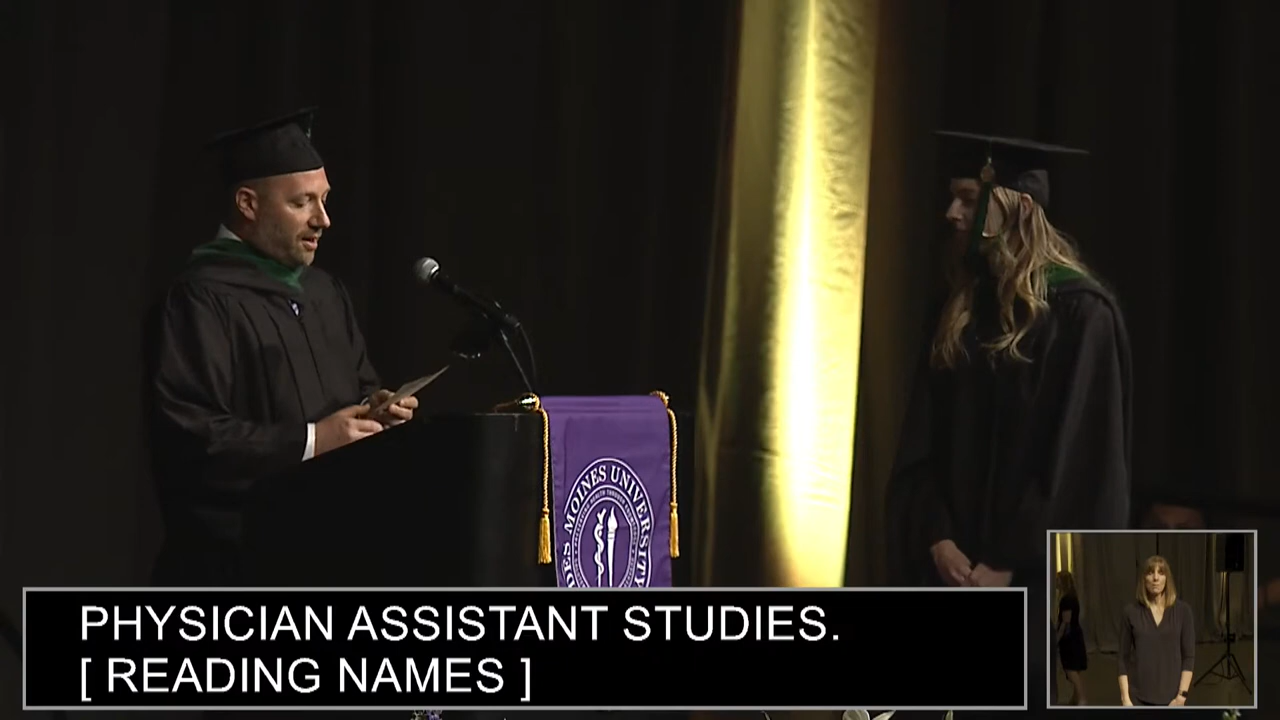 DES MOINES UNIVERSITY
PHYSICIAN ASSISTANT STUDIES.
[ READING NAMES ]